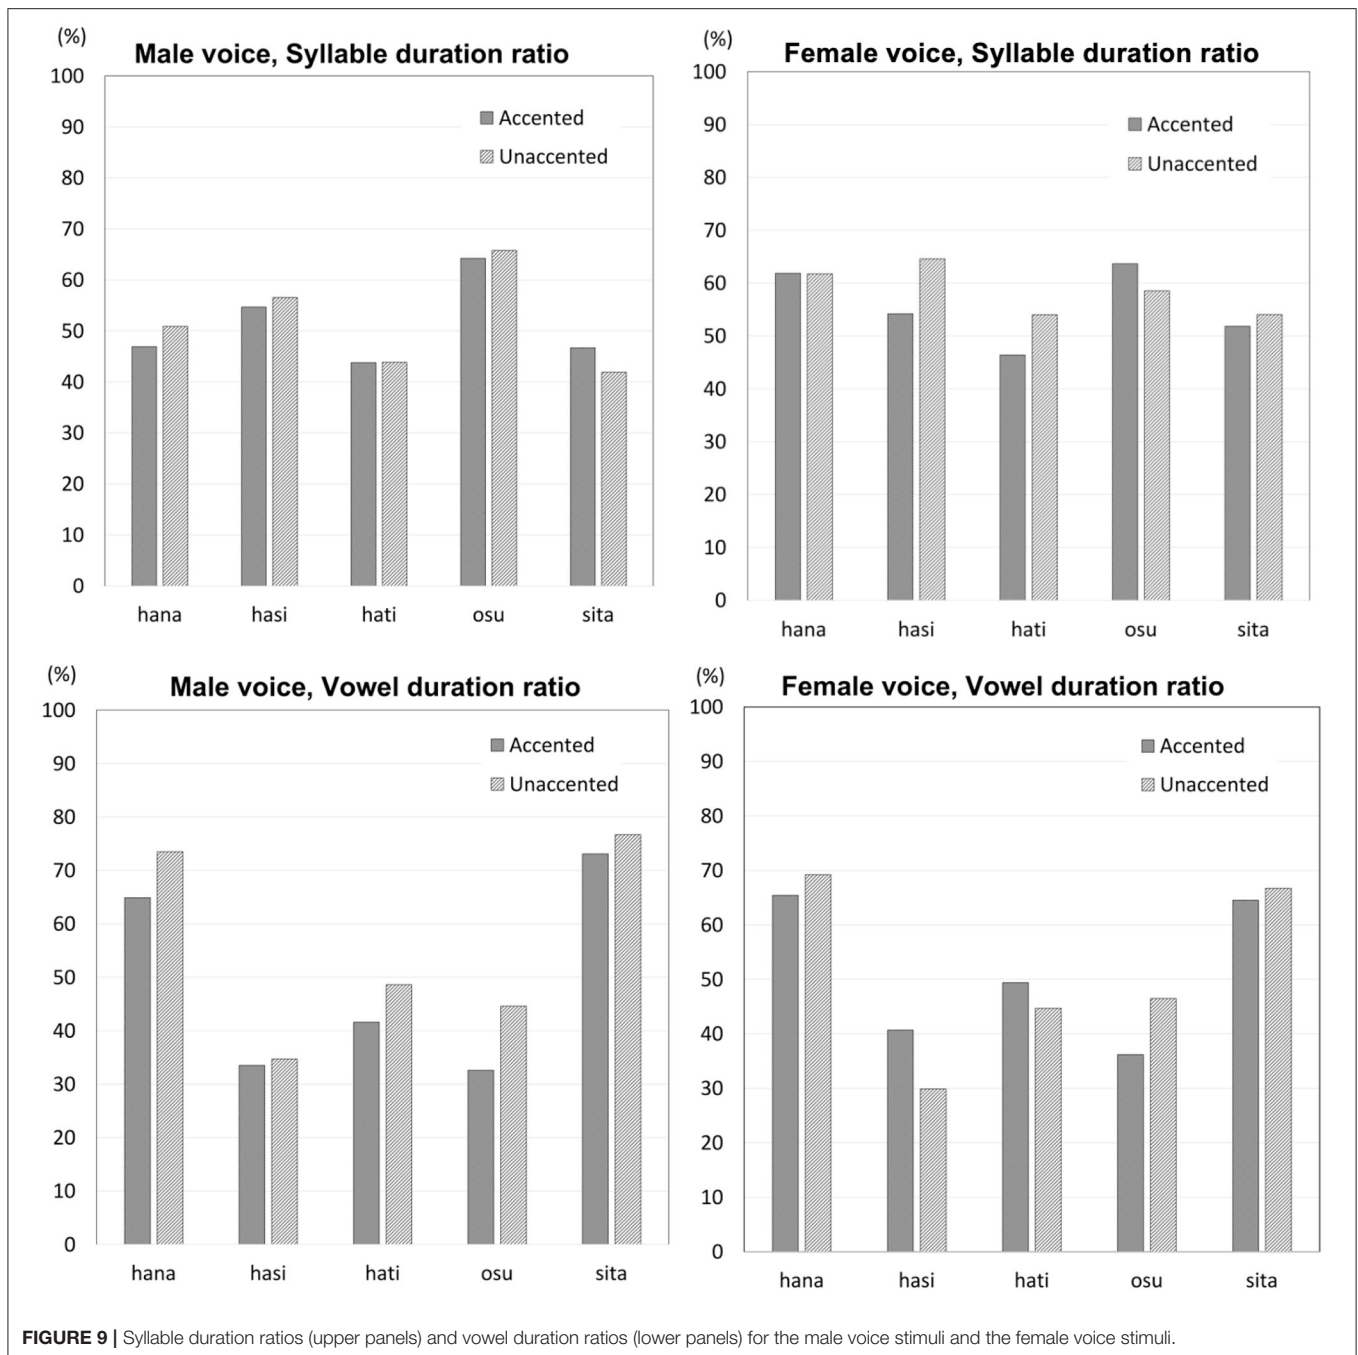 (%)
Male voice, Syllable duration ratio
100
90
80
70
60
50
40
30
20
10
0
Accented
Unaccented
hana hasi hati osu sita
(%)
Female voice, Syllable duration ratio
100
90
80
70
60
50
40
30
20
10
0
Accented
Unaccented
hana hasi hati osu sita
(%)
Male voice, Vowel duration ratio
100
90
80
70
60
50
40
30
20
10
0
Accented
Unaccented
hana hasi hati osu sita
(%)
Female voice, Vowel duration ratio
100
90
80
70
60
50
40
30
20
10
0
Accented
Unaccented
hana hasi hati osu sita
FIGURE 9 | Syllable duration ratios (upper panels) and vowel duration ratios (lower panels) for the male voice stimuli and the female voice stimuli.